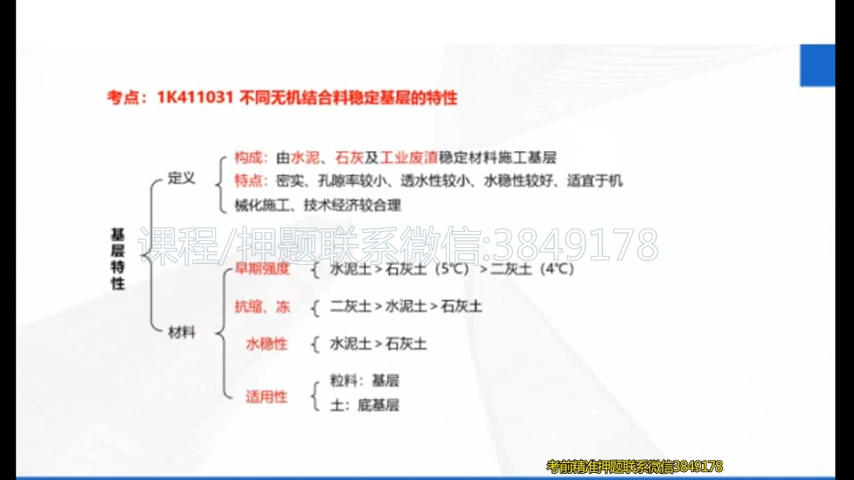 考点：1K411031 不同无机结合料稳定基层的特性
基层特性
定义
构成：由水泥、石灰及工业废渣稳定材料施工基层
特点：密实、孔隙率较小、透水性较小、水稳性较好、适宜于机
械化施工、技术经济较合理
课程/押题联系微信:3849178
材料
早期强度
水泥土＞石灰土（5℃）＞二灰土（4℃）
抗缩、冻
二灰土＞水泥土＞石灰土
水稳性
水泥土＞石灰土
适用性
粒料：基层
土：底基层
考前精准押题联系微信3849178